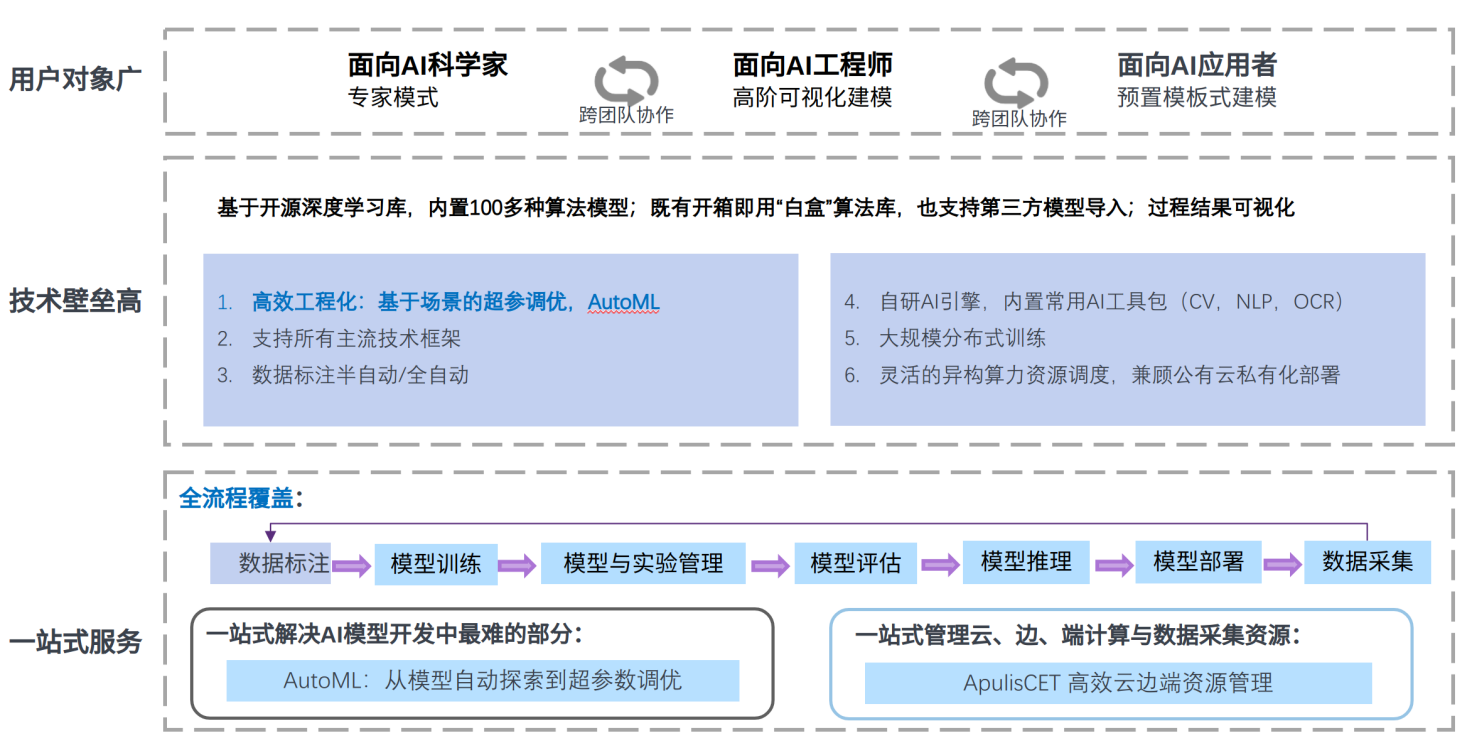 用户对象广
面向AI科学家
专家模式
跨团队协作
面向AI工程师
高阶可视化建模
跨团队协作
面向AI应用者
预置模板式建模
技术壁垒高
基于开源深度学习库，内置100多种算法模型；既有开箱即用“白盒”算法库，也支持第三方模型导入；过程结果可视化
1. 高效工程化：基于场景的超参调优，AutoML
2. 支持所有主流技术框架
3. 数据标注半自动/全自动
4. 自研AI引擎，内置常用AI工具包（CV，NLP，OCR）
5. 大规模分布式训练
6. 灵活的异构算力资源调度，兼顾公有云私有化部署
一站式服务
全流程覆盖：
数据标注
模型训练
模型与实验管理
模型评估
模型推理
模型部署
数据采集
一站式解决AI模型开发中最难的部分：
AutoML：从模型自动探索到超参数调优
一站式管理云、边、端计算与数据采集资源：
ApulisCET 高效云边端资源管理